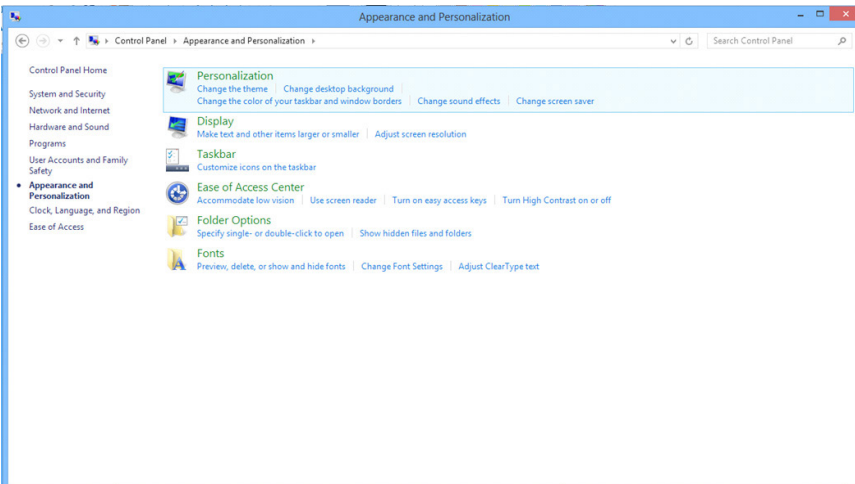 Appearance and Personalization
Control Panel Appearance and Personalization
Search Control Panel
Control Panel Home
System and Security
Network and Internet
Hardware and Sound
Programs
User Accounts and Family
Safety
Appearance and
Personalization
Clock, Language, and Region
Ease of Access
Personalization
Change the theme Change desktop background
Change the color of your taskbar and window borders Change sound effects Change screen saver
Display
Make text and other items larger or smaller Adjust screen resolution
Taskbar
Customize icons on the taskbar
Ease of Access Center
Accommodate low vision Use screen reader Turn on easy access keys Turn High Contrast on or off
Folder Options
Specify single- or double-click to open Show hidden files and folders
Fonts
Preview, delete, or show and hide fonts Change Font Settings Adjust ClearType text